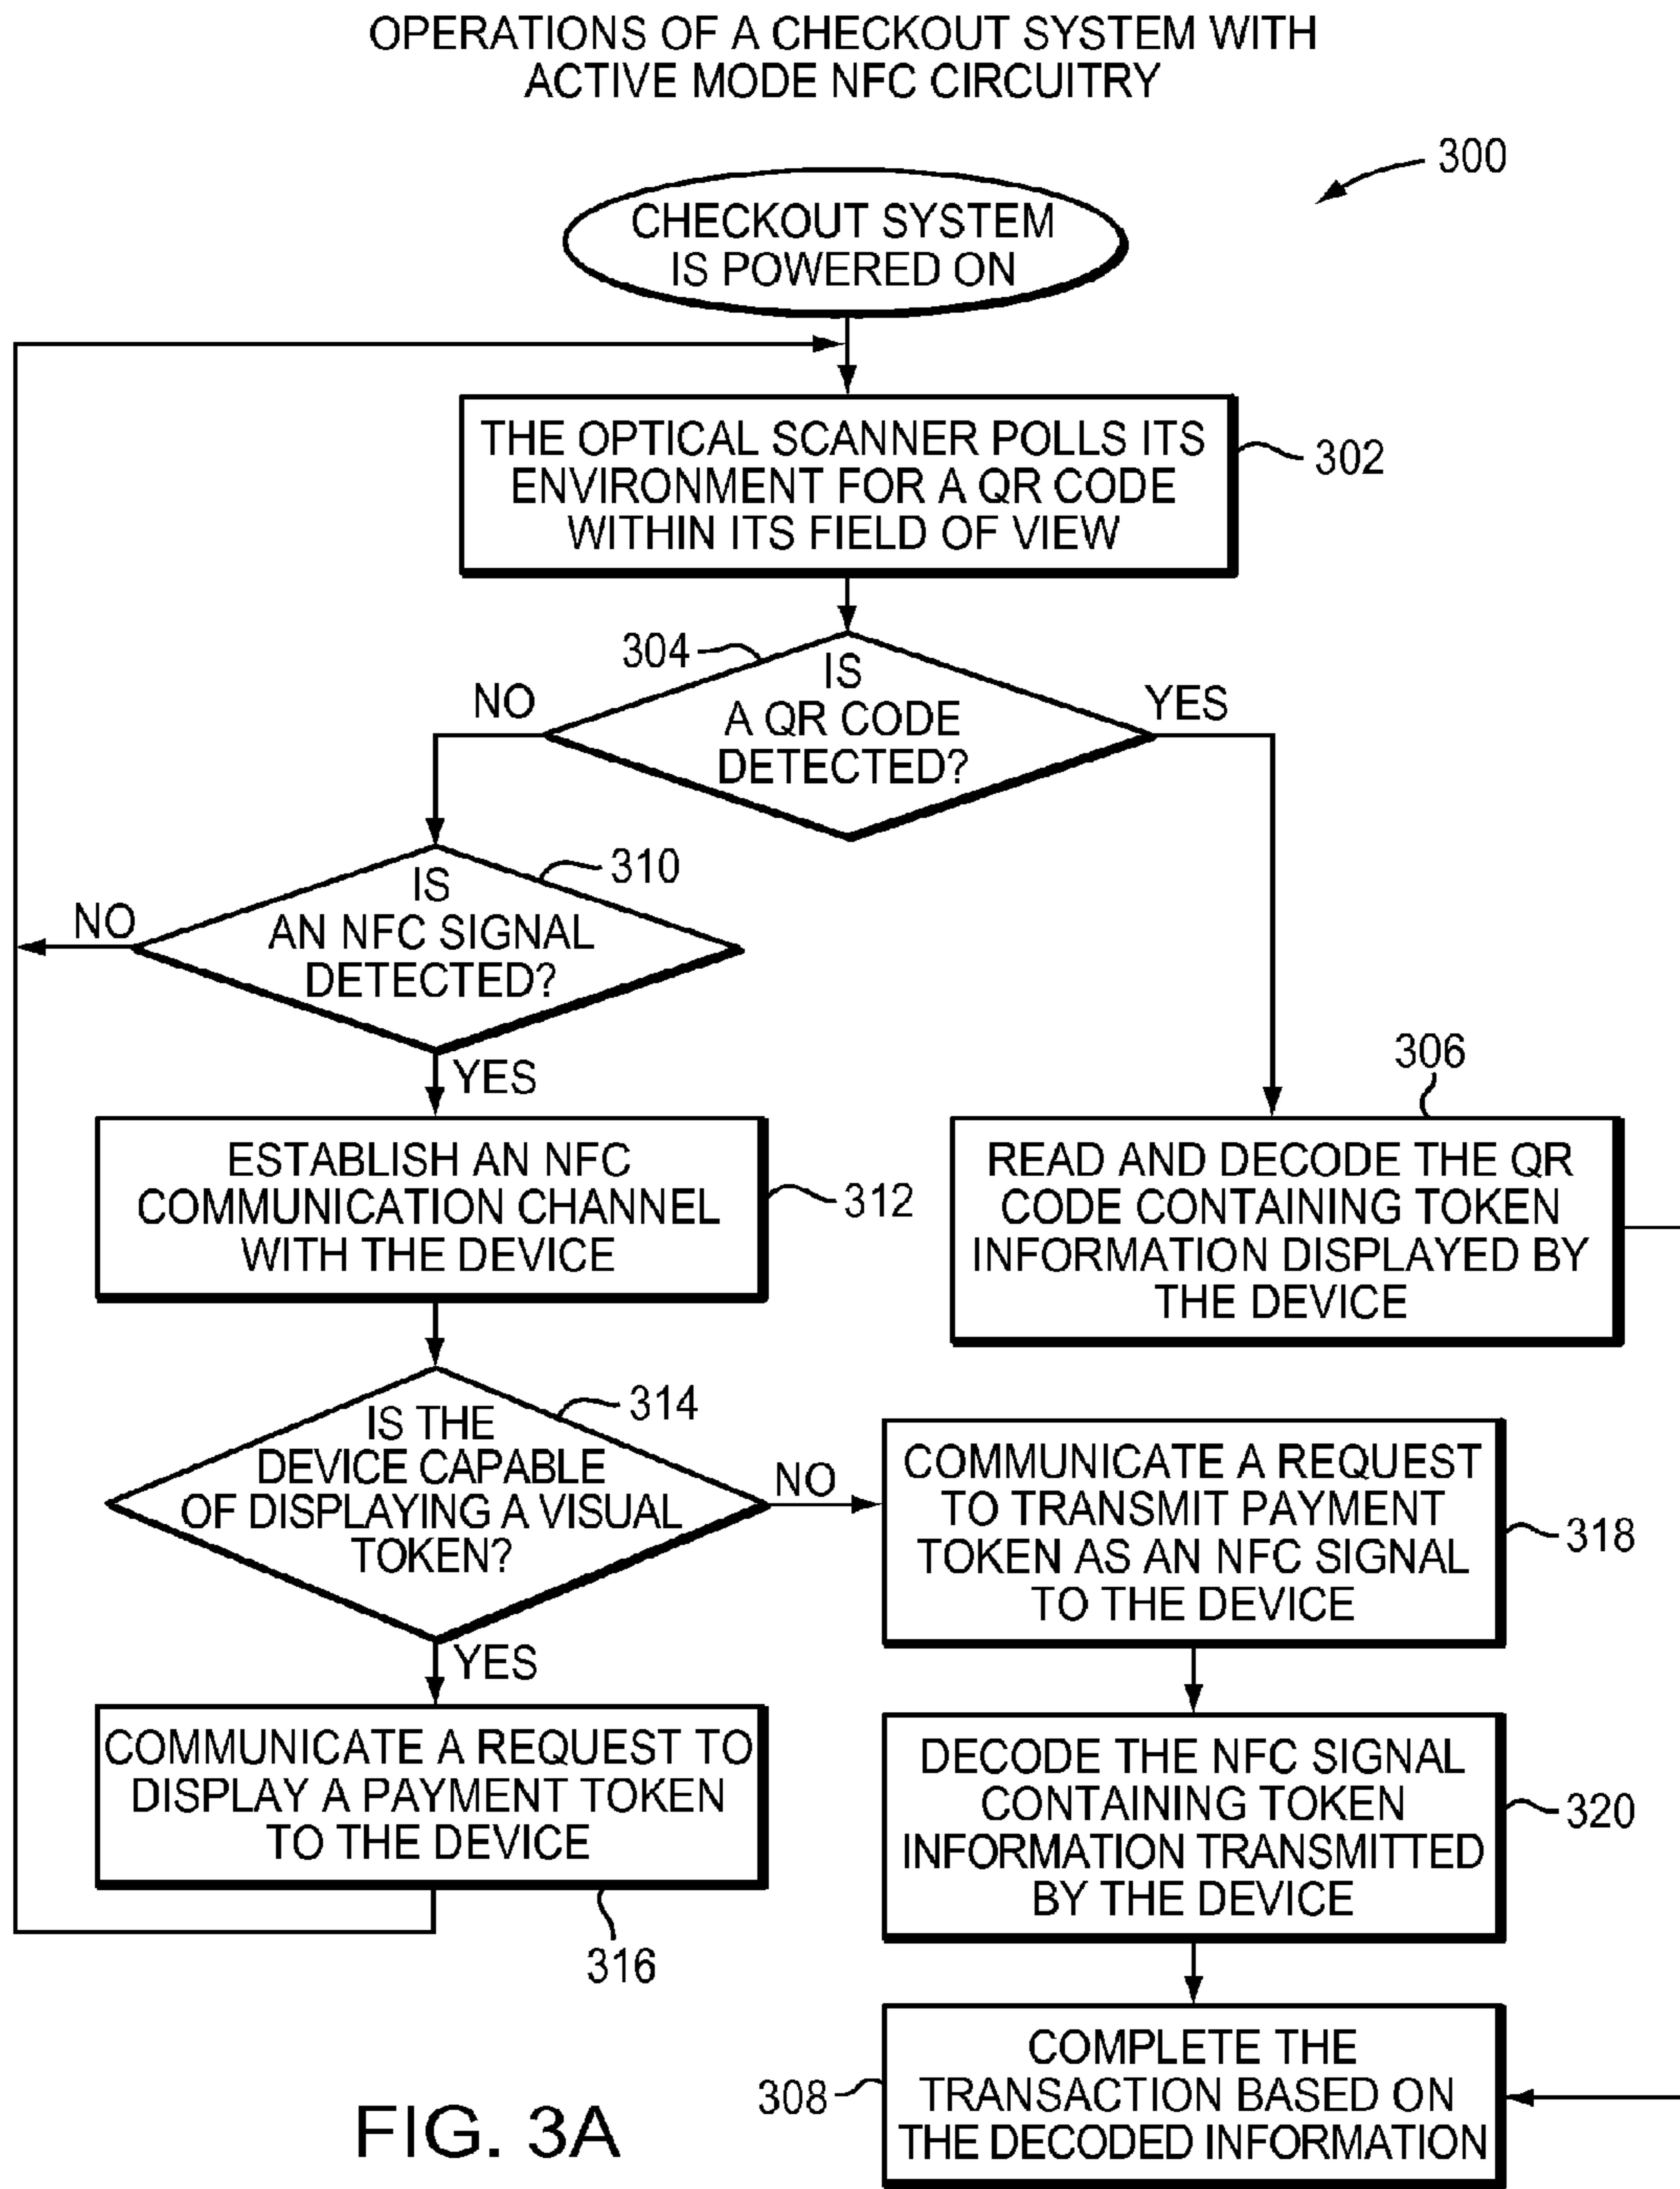 OPERATIONS OF A CHECKOUT SYSTEM WITH
ACTIVE MODE NFC CIRCUITRY
300
CHECKOUT SYSTEM
IS POWERED ON
THE OPTICAL SCANNER POLLS ITS
ENVIRONMENT FOR A QR CODE
WITHIN ITS FIELD OF VIEW
302
304
IS
A QR CODE
DETECTED?
NO
YES
310
IS
AN NFC SIGNAL
DETECTED?
NO
YES
306
READ AND DECODE THE QR
CODE CONTAINING TOKEN
INFORMATION DISPLAYED BY
THE DEVICE
ESTABLISH AN NFC
COMMUNICATION CHANNEL
WITH THE DEVICE
312
314
IS THE
DEVICE CAPABLE
OF DISPLAYING A VISUAL
TOKEN?
NO
YES
COMMUNICATE A REQUEST
TO TRANSMIT PAYMENT
TOKEN AS AN NFC SIGNAL
TO THE DEVICE
318
COMMUNICATE A REQUEST TO
DISPLAY A PAYMENT TOKEN
TO THE DEVICE
316
DECODE THE NFC SIGNAL
CONTAINING TOKEN
INFORMATION TRANSMITTED
BY THE DEVICE
320
308
COMPLETE THE
TRANSACTION BASED ON
THE DECODED INFORMATION
FIG. 3A